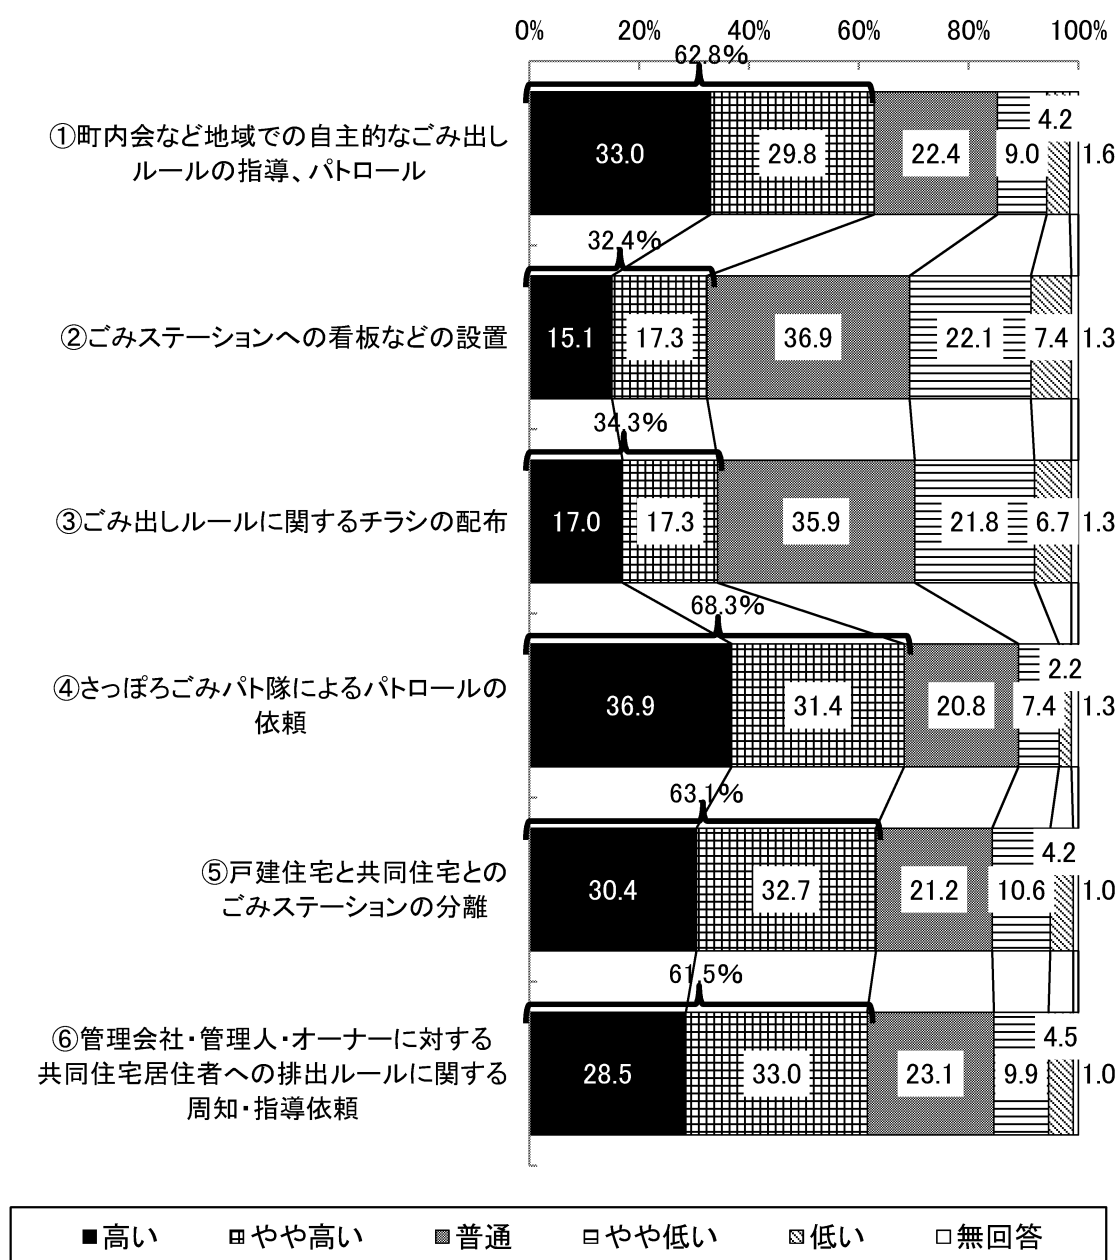 0% 20% 40% 60% 80% 100%
62.8%
①町内会など地域での自主的なごみ出し
ルールの指導、パトロール
33.0 29.8 22.4 9.0 4.2 1.6
32.4%
②ごみステーションへの看板などの設置
15.1 17.3 36.9 22.1 7.4 1.3
34.3%
③ごみ出しルールに関するチラシの配布
17.0 17.3 35.9 21.8 6.7 1.3
68.3%
④さっぽろごみパト隊によるパトロールの
依頼
36.9 31.4 20.8 7.4 2.2 1.3
63.1%
⑤戸建住宅と共同住宅との
ごみステーションの分離
30.4 32.7 21.2 10.6 4.2 1.0
61.5%
⑥管理会社・管理人・オーナーに対する
共同住宅居住者への排出ルールに関する
周知・指導依頼
28.5 33.0 23.1 9.9 4.5 1.0
高い やや高い 普通 やや低い 低い 無回答